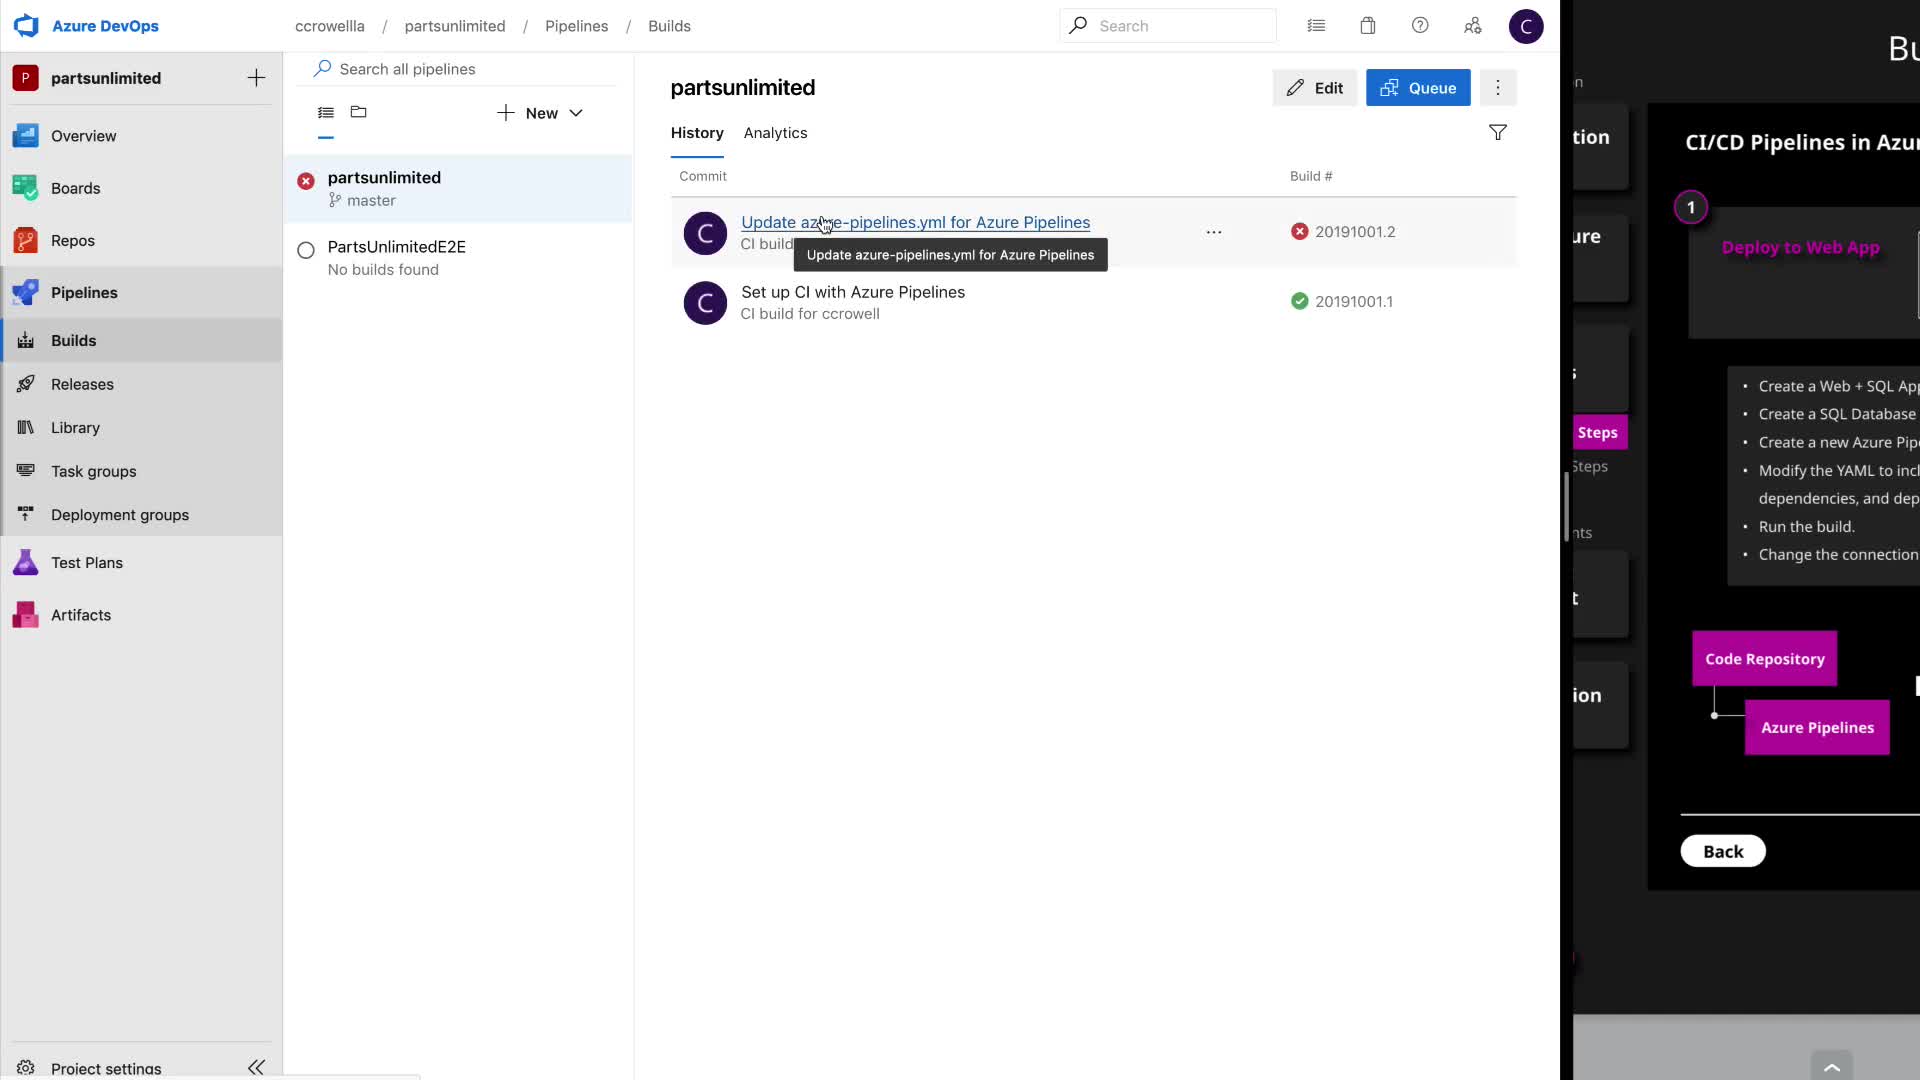 Azure DevOps
ccrowellla / partsunlimited / Pipelines / Builds
Search
C
P
partsunlimited
Overview
Boards
Repos
Pipelines
Builds
Releases
Library
Task groups
Deployment groups
Test Plans
Artifacts
Project settings
Search all pipelines
New
partsunlimited
master
PartsUnlimitedE2E
No builds found
partsunlimited
Edit
Queue
History
Analytics
Commit
Build #
C
Update azure-pipelines.yml for Azure Pipelines
CI build
...
20191001.2
Update azure-pipelines.yml for Azure Pipelines
C
Set up CI with Azure Pipelines
CI build for ccrowell
20191001.1
Bu
n
tion
ure
s
Steps
Steps
nts
t
ion
CI/CD Pipelines in Azur
1
Deploy to Web App
• Create a Web + SQL App
• Create a SQL Database
• Create a new Azure Pip
• Modify the YAML to incl
dependencies, and dep
• Run the build.
• Change the connection
Code Repository
Azure Pipelines
Back